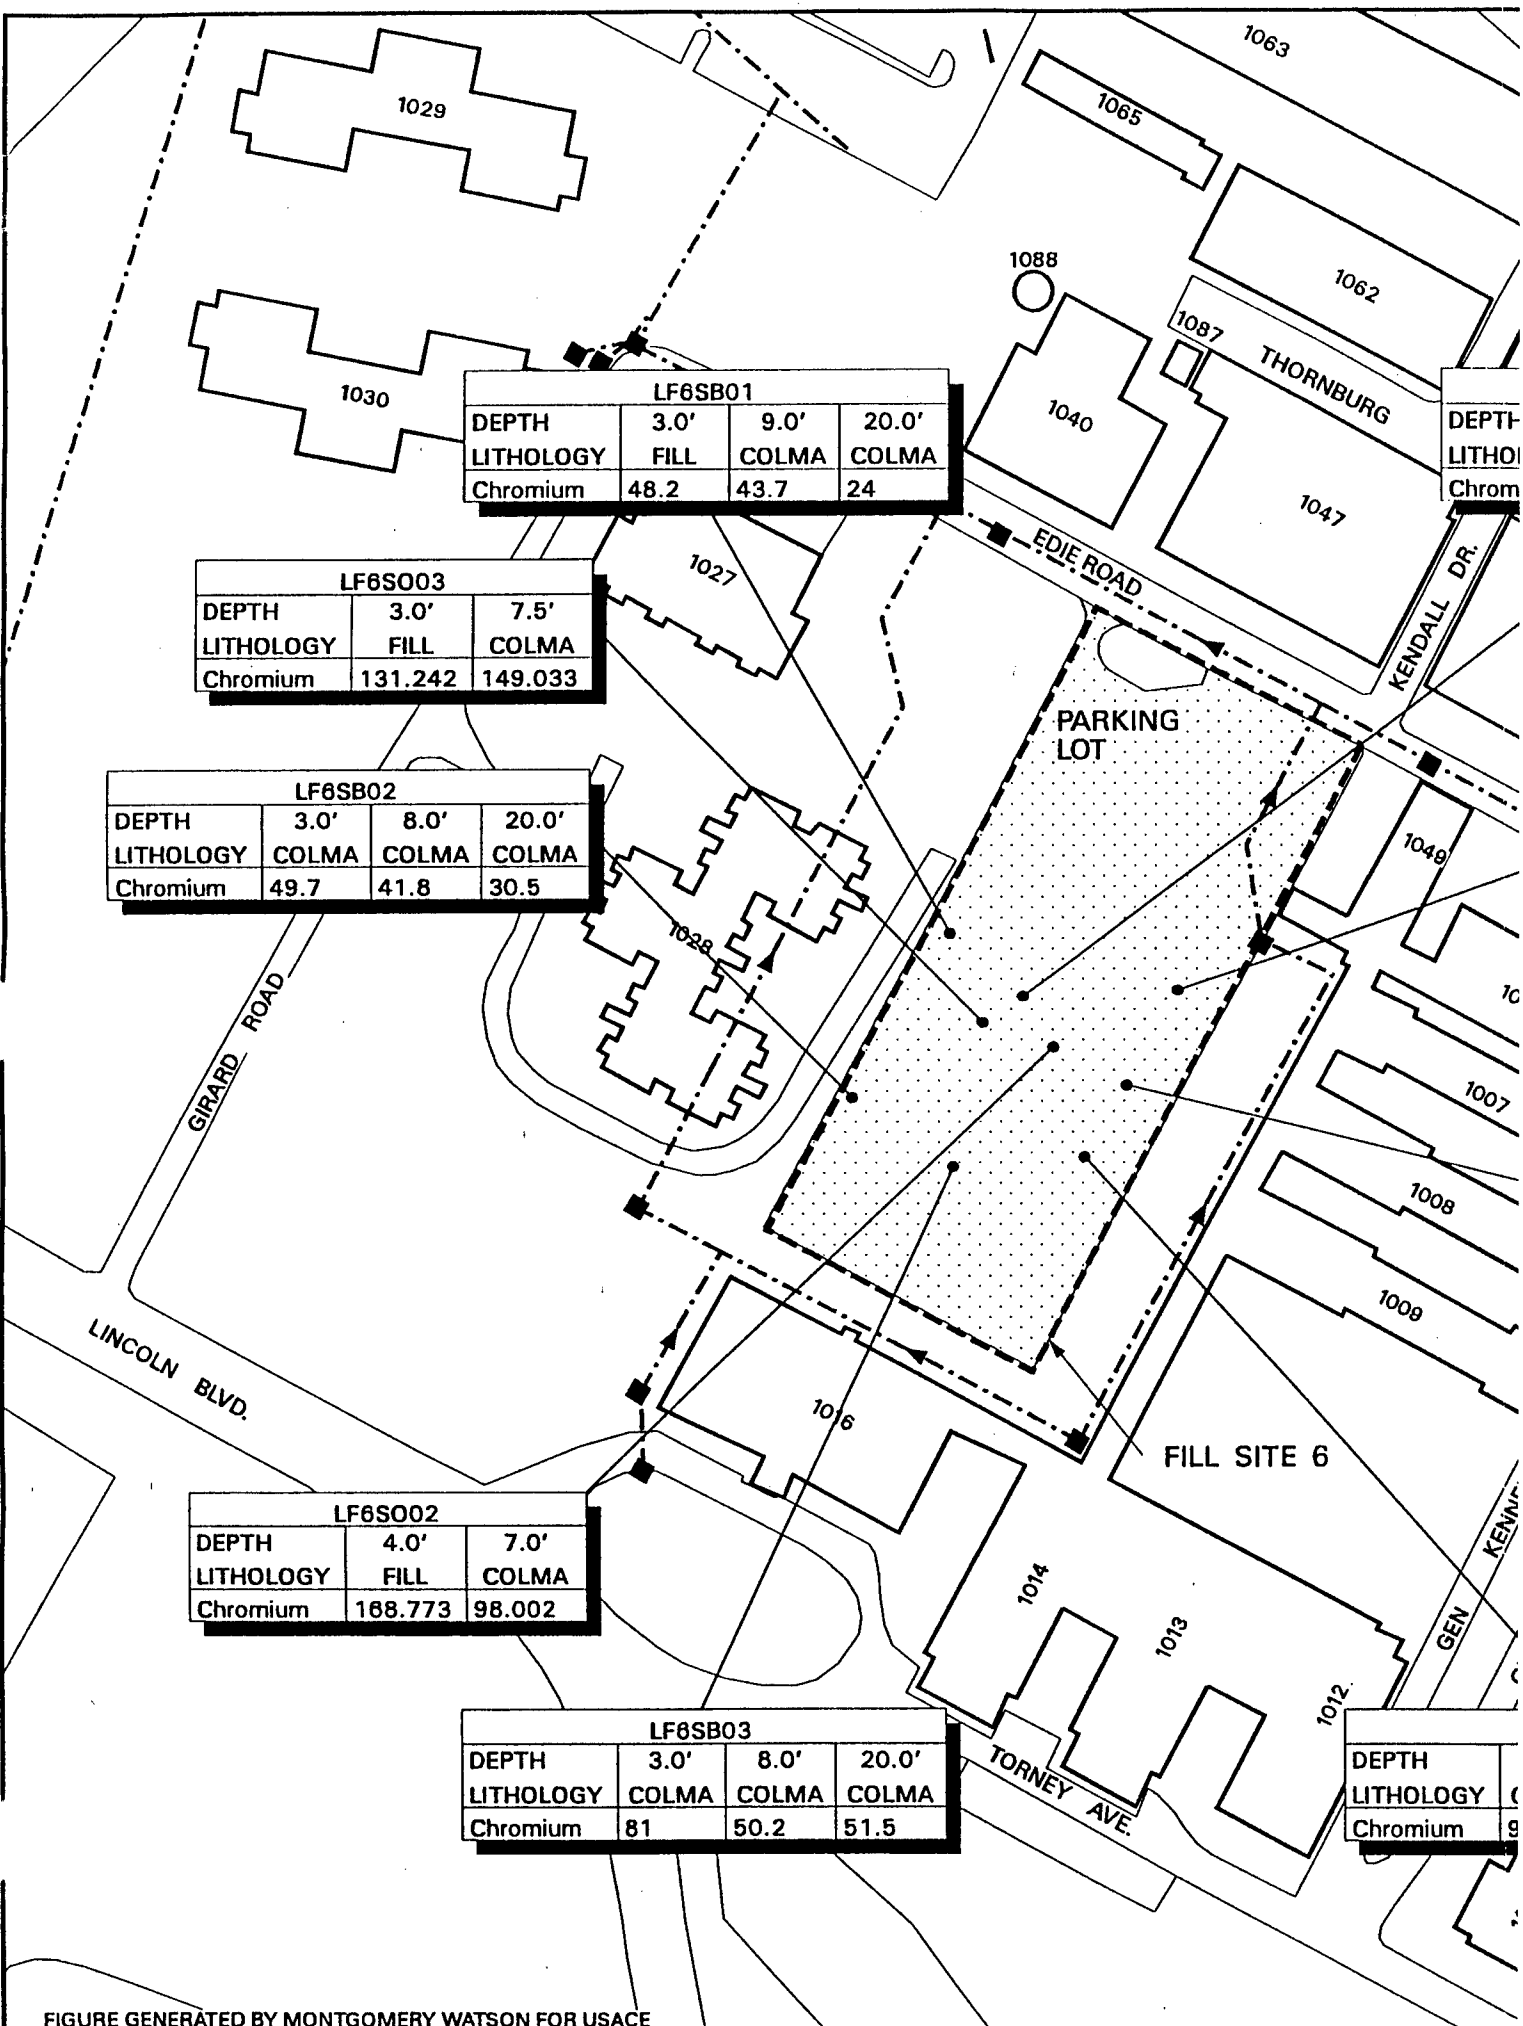 1063
1029
1065
1088
1062
1087
THORNBURG
1030
1040
LF6SB01
DEPTH 3.0' 9.0' 20.0'
LITHOLOGY FILL COLMA COLMA
Chromium 48.2 43.7 24
DEPTH
LITHO
Chrom
1047
EDIE ROAD
KENDALL DR.
1027
LF6SO03
DEPTH 3.0' 7.5'
LITHOLOGY FILL COLMA
Chromium 131.242 149.033
PARKING
LOT
LF6SB02
DEPTH 3.0' 8.0' 20.0'
LITHOLOGY COLMA COLMA COLMA
Chromium 49.7 41.8 30.5
1049
1028
GIRARD ROAD
10
1007
1008
1009
LINCOLN BLVD.
1016
FILL SITE 6
LF6SO02
DEPTH 4.0' 7.0'
LITHOLOGY FILL COLMA
Chromium 168.773 98.002
1014
1013
1012
GEN KENNE
LF6SB03
DEPTH 3.0' 8.0' 20.0'
LITHOLOGY COLMA COLMA COLMA
Chromium 81 50.2 51.5
TORNEY AVE.
DEPTH
LITHOLOGY C
Chromium 9
FIGURE GENERATED BY MONTGOMERY WATSON FOR USACE